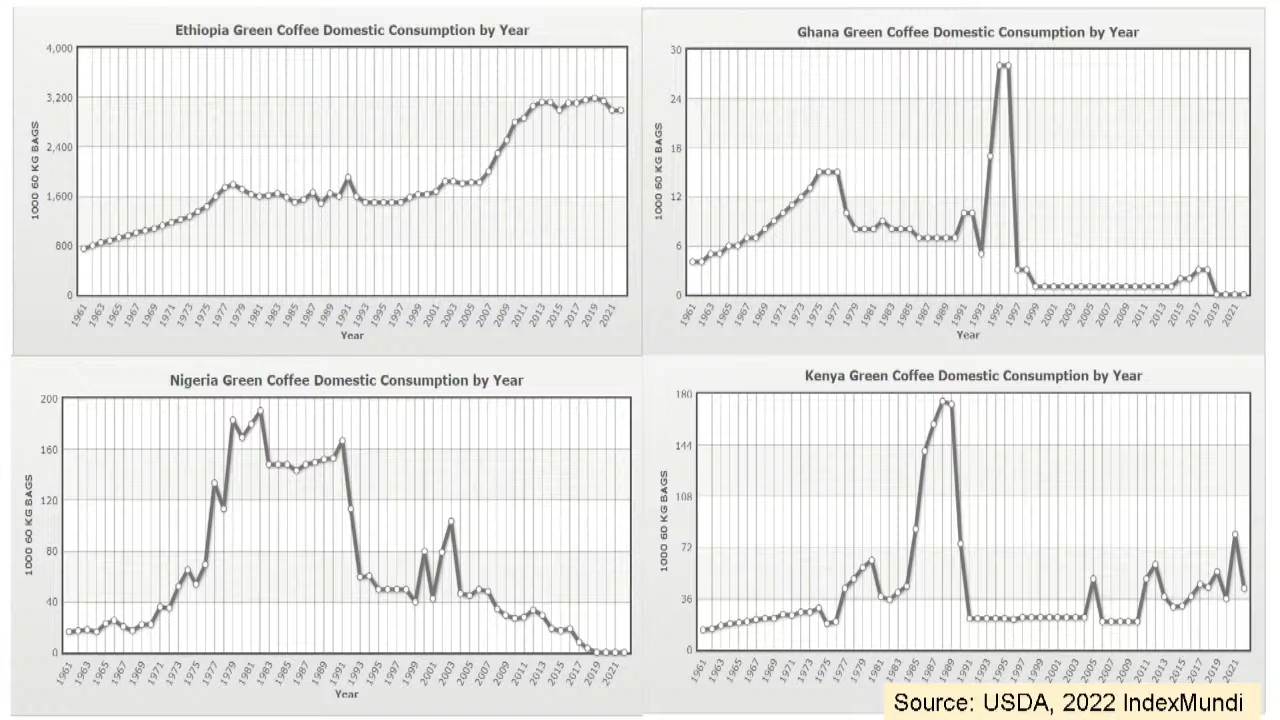 Ethiopia Green Coffee Domestic Consumption by Year
4,000
3,200
2,400
1,600
800
0
1000 60 KG BAGS
1961 1963 1965 1967 1969 1971 1973 1975 1977 1979 1981 1983 1985 1987 1989 1991 1993 1995 1997 1999 2001 2003 2005 2007 2009 2011 2013 2015 2017 2019 2021
Year
Ghana Green Coffee Domestic Consumption by Year
30
24
18
12
6
0
1000 60 KG BAGS
1961 1963 1965 1967 1969 1971 1973 1975 1977 1979 1981 1983 1985 1987 1989 1991 1993 1995 1997 1999 2001 2003 2005 2007 2009 2011 2013 2015 2017 2019 2021
Year
Nigeria Green Coffee Domestic Consumption by Year
200
160
120
80
40
0
1000 60 KG BAGS
1961 1963 1965 1967 1969 1971 1973 1975 1977 1979 1981 1983 1985 1987 1989 1991 1993 1995 1997 1999 2001 2003 2005 2007 2009 2011 2013 2015 2017 2019 2021
Year
Kenya Green Coffee Domestic Consumption by Year
180
144
108
72
36
0
1000 60 KG BAGS
1961 1963 1965 1967 1969 1971 1973 1975 1977 1979 1981 1983 1985 1987 1989 1991 1993 1995 1997 1999 2001 2003 2005 2007 2009 2011 2013 2015 2017 2019 2021
Source: USDA, 2022 IndexMundi